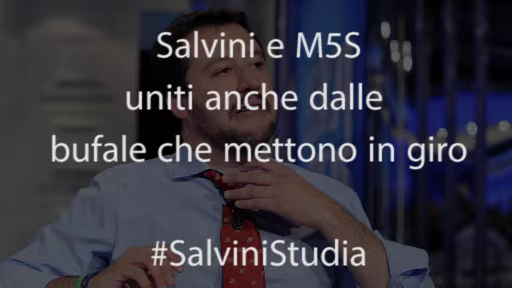 Salvini e M5S
uniti anche dalle
bufale che mettono in giro
#SalviniStudia